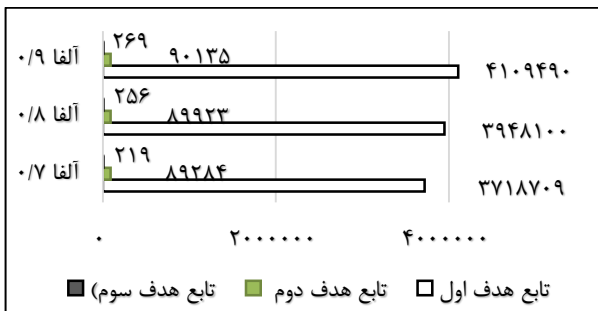 آلفا ۰/۹
۲۶۹
۹۰۱۳۵
۴۱۰۹۴۹۰
آلفا ۰/۸
۲۵۶
۸۹۹۲۳
۳۹۴۸۱۰۰
آلفا ۰/۷
۲۱۹
۸۹۲۸۴
۳۷۱۸۷۰۹
۰ ۲۰۰۰۰۰۰ ۴۰۰۰۰۰۰
تابع هدف اول تابع هدف دوم تابع هدف سوم)